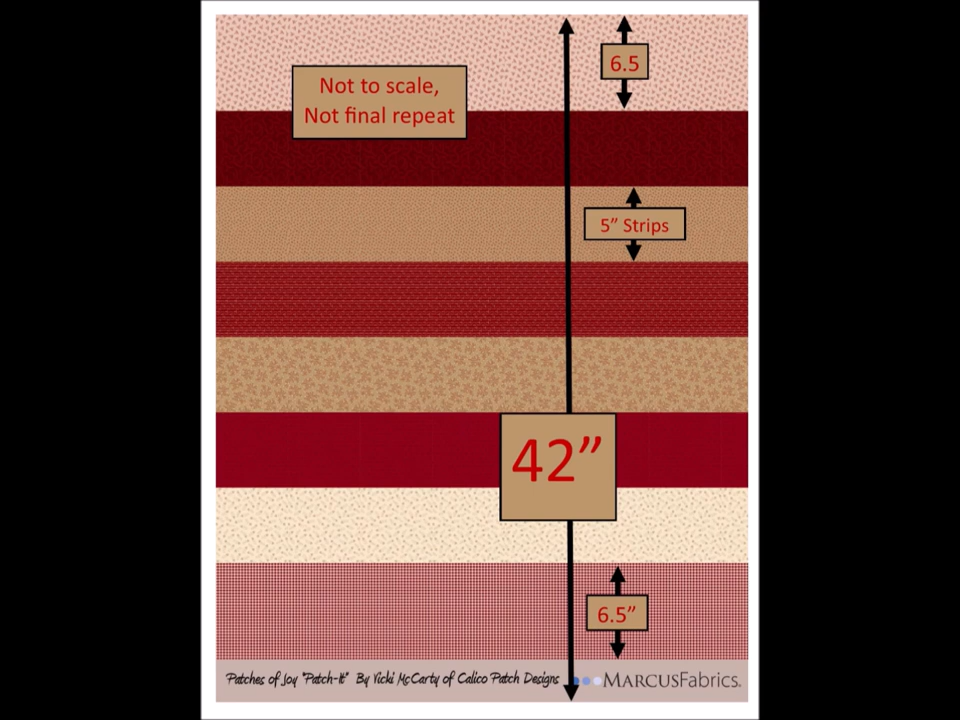 6.5
Not to scale,
Not final repeat
5” Strips
42”
6.5”
Patches of Joy "Patch-It" By Vicki McCarty of Calico Patch Designs
MARCUSFabrics.